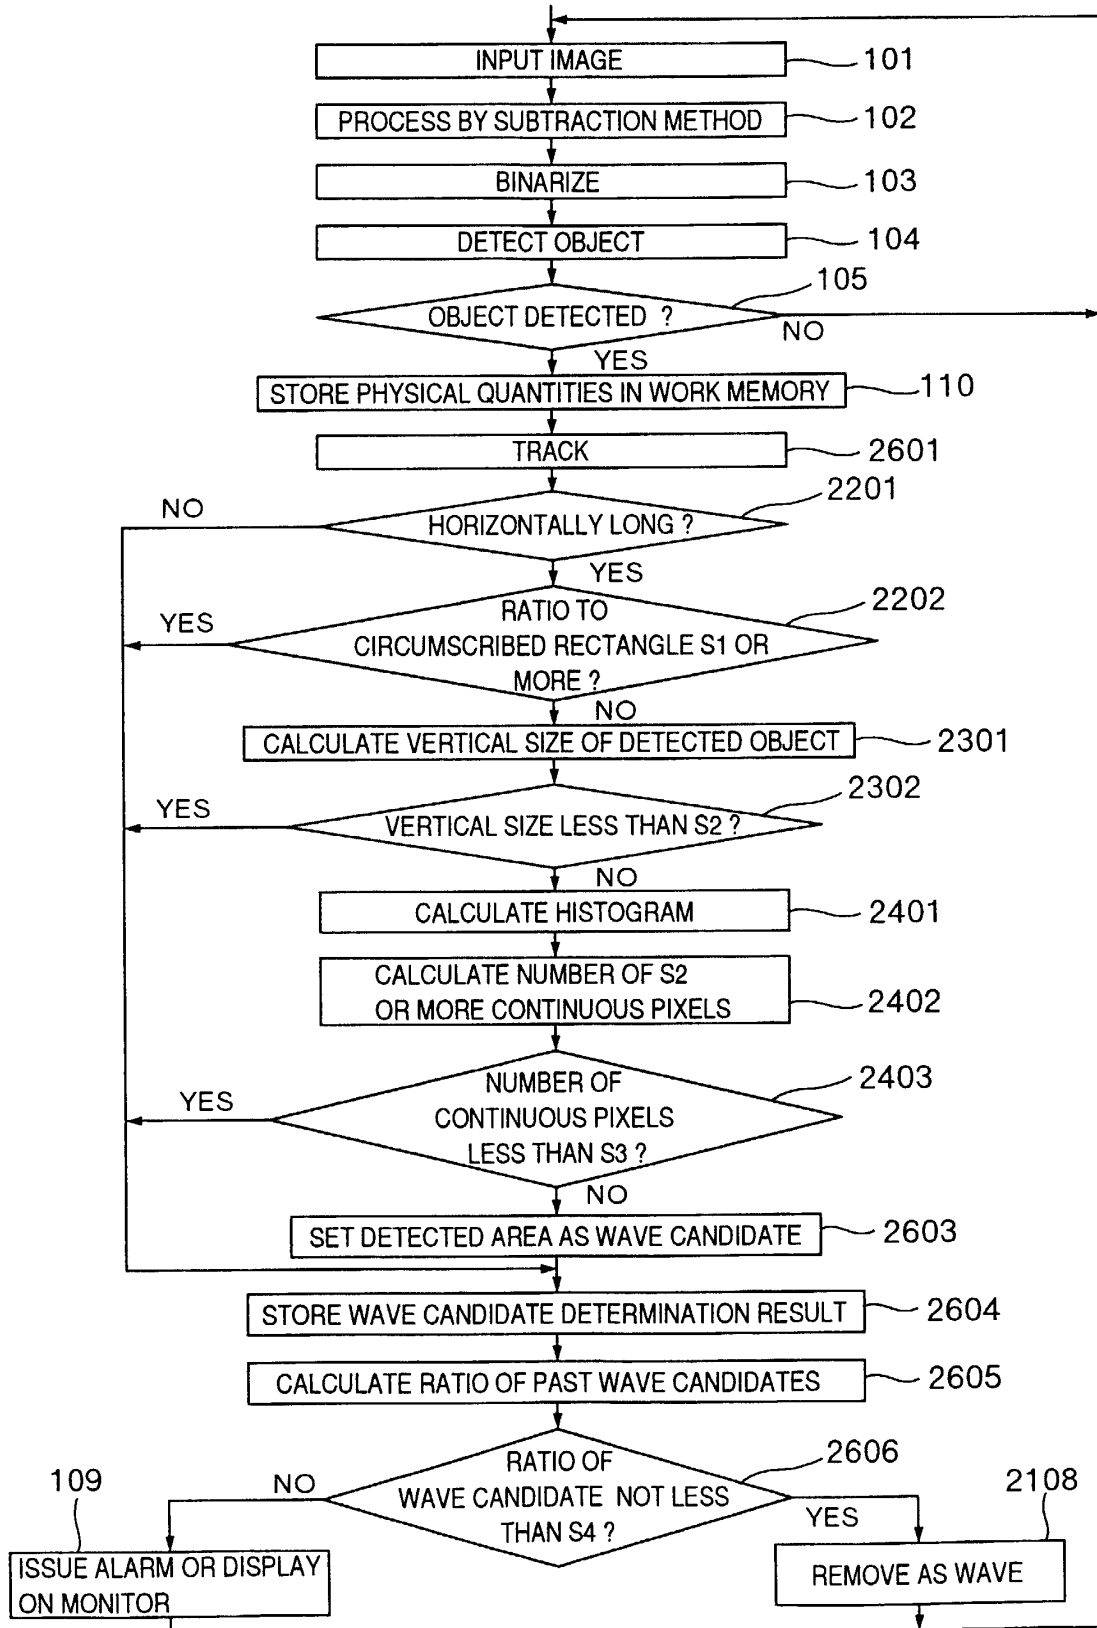 INPUT IMAGE
101
PROCESS BY SUBTRACTION METHOD
102
BINARIZE
103
DETECT OBJECT
104
105
OBJECT DETECTED ?
NO
YES
STORE PHYSICAL QUANTITIES IN WORK MEMORY
110
TRACK
2601
2201
NO
HORIZONTALLY LONG ?
YES
2202
RATIO TO
YES
CIRCUMSCRIBED RECTANGLE S1 OR
MORE ?
NO
CALCULATE VERTICAL SIZE OF DETECTED OBJECT
2301
2302
YES
VERTICAL SIZE LESS THAN S2 ?
NO
CALCULATE HISTOGRAM
2401
CALCULATE NUMBER OF S2
OR MORE CONTINUOUS PIXELS
2402
2403
NUMBER OF
YES
CONTINUOUS PIXELS
LESS THAN S3 ?
NO
SET DETECTED AREA AS WAVE CANDIDATE
2603
STORE WAVE CANDIDATE DETERMINATION RESULT
2604
CALCULATE RATIO OF PAST WAVE CANDIDATES
2605
2606
RATIO OF
109
NO
WAVE CANDIDATE NOT LESS
2108
THAN S4 ?
YES
ISSUE ALARM OR DISPLAY
ON MONITOR
REMOVE AS WAVE